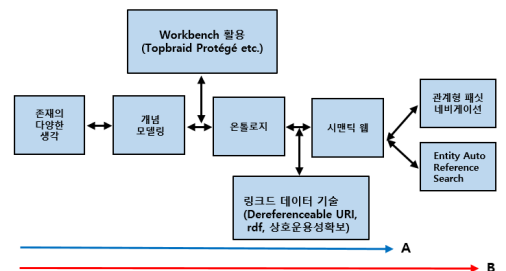 Workbench 활용
(Topbraid Protégé etc.)
존재의
다양한
생각
개념
모델링
온톨로지
시맨틱 웹
관계형 패싯
네비게이션
Entity Auto
Reference
Search
링크드 데이터 기술
(Dereferenceable URI,
rdf, 상호운용성확보)
A
B